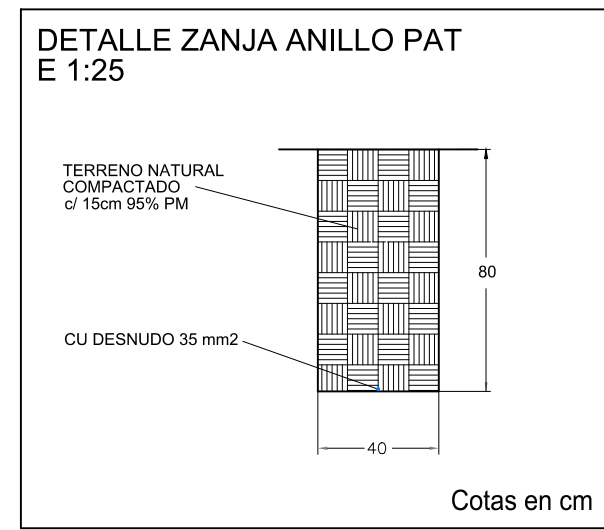 DETALLE ZANJA ANILLO PAT
E 1:25
TERRENO NATURAL
COMPACTADO
c/ 15cm 95% PM
80
CU DESNUDO 35 mm2
40
Cotas en cm